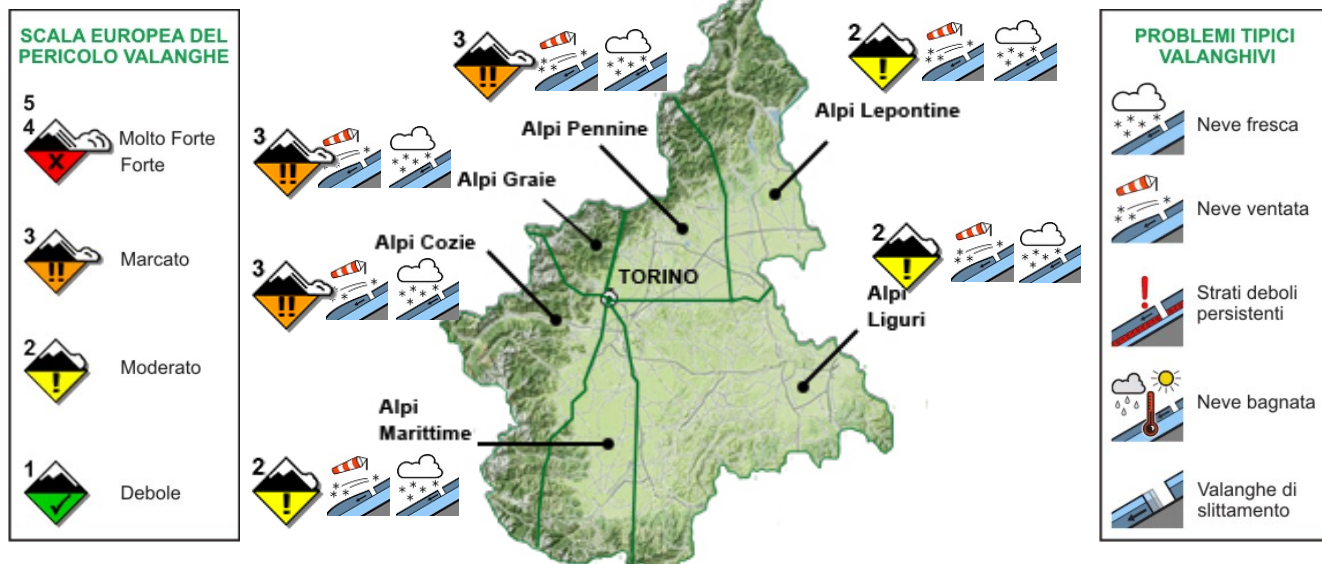 SCALA EUROPEA DEL
PERICOLO VALANGHE
5
4
Molto Forte
Forte
3
Marcato
2
Moderato
1
Debole
3
2
Alpi Lepontine
Alpi Pennine
3
Alpi Graie
Alpi Cozie
3
TORINO
2
Alpi
Liguri
Alpi
Marittime
2
PROBLEMI TIPICI
VALANGHIVI
Neve fresca
Neve ventata
Strati deboli
persistenti
Neve bagnata
Valanghe di
slittamento